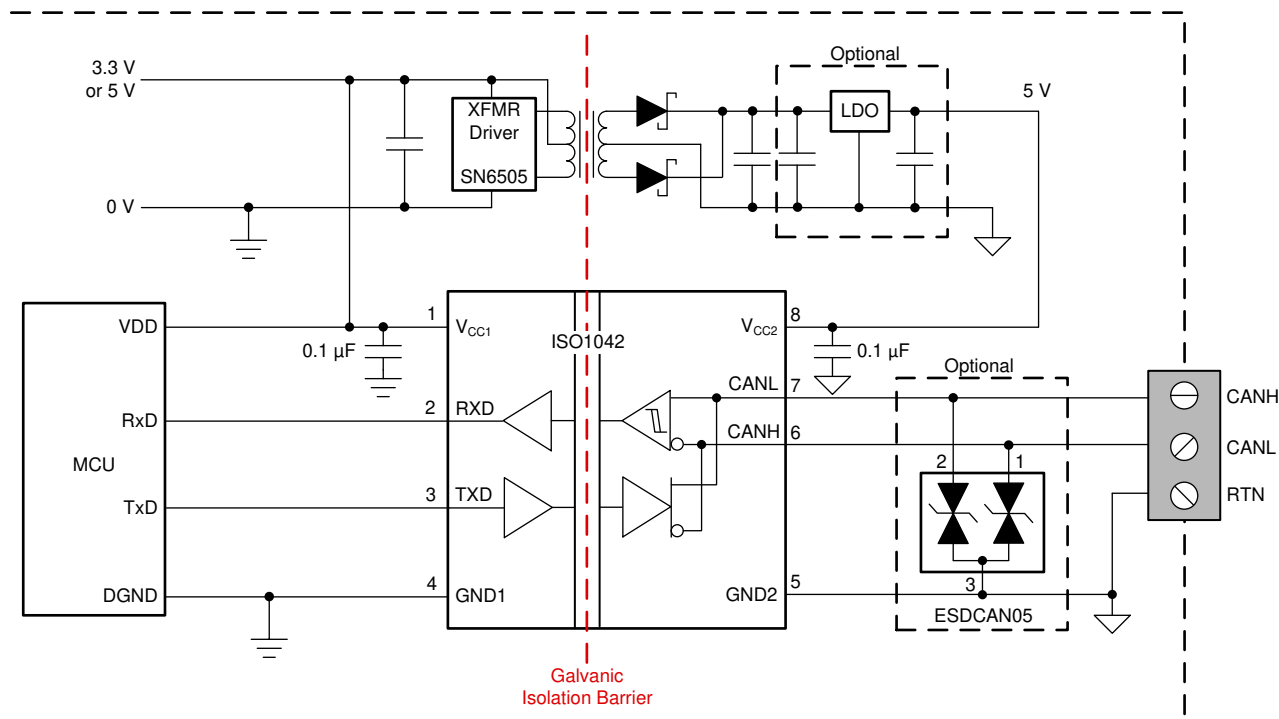 Optional
3.3 V
or 5 V
5 V
XFMR
Driver
SN6505
LDO
0 V
VDD
1
VCC1
ISO1042
VCC2
8
0.1 µF
0.1 µF
Optional
CANL
7
CANH
RxD
2
RXD
CANH
6
CANL
MCU
2
1
TxD
3
TXD
RTN
DGND
4
GND1
GND2
5
3
ESDCAN05
Galvanic
Isolation Barrier